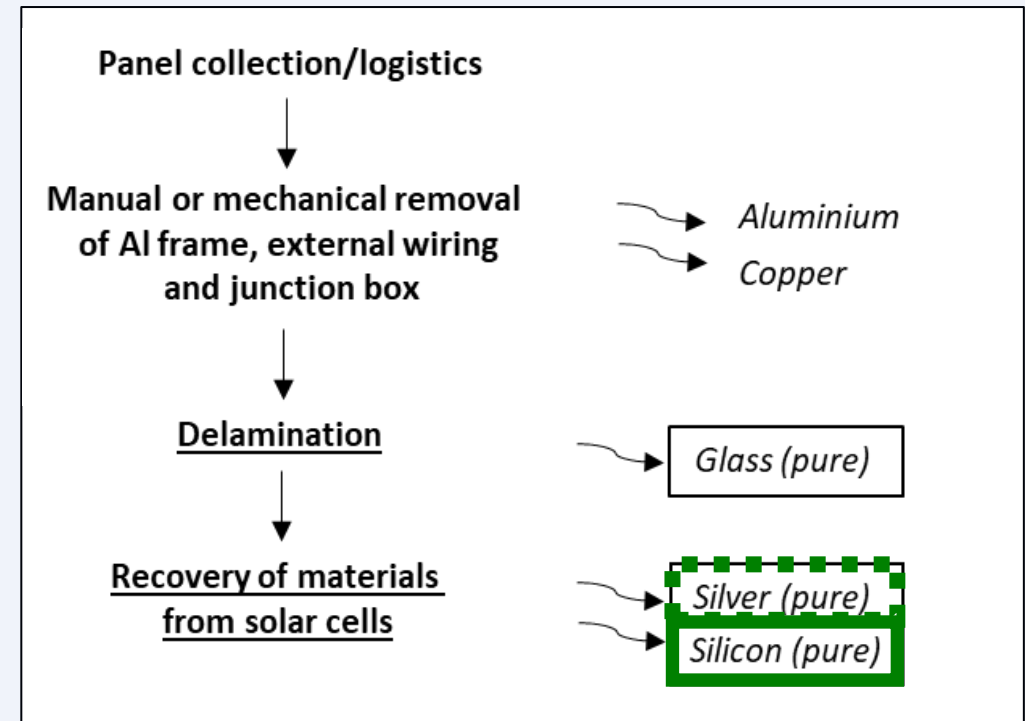 Panel collection/logistics
Manual or mechanical removal
of Al frame, external wiring
and junction box
Aluminium
Copper
Delamination
Glass (pure)
Recovery of materials
from solar cells
Silver (pure)
Silicon (pure)